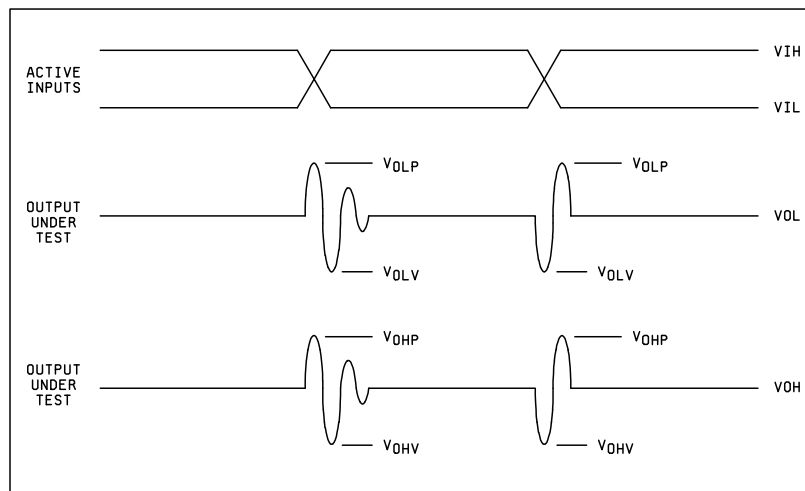 ACTIVE
INPUTS
VIH
VIL
VOLP
VOLP
OUTPUT
UNDER
TEST
VOL
VOLV
VOLV
VOHP
VOHP
OUTPUT
UNDER
TEST
VOH
VOHV
VOHV